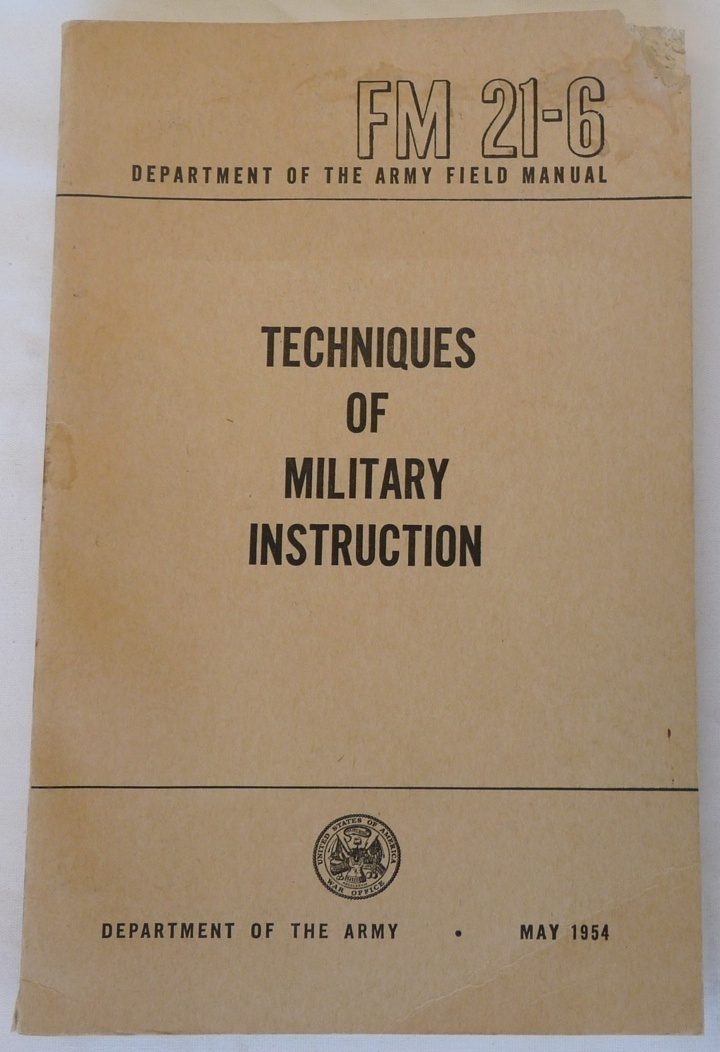 FM 21-6
DEPARTMENT OF THE ARMY FIELD MANUAL
TECHNIQUES
OF
MILITARY
INSTRUCTION
UNITED STATES OF AMERICA
WAR OFFICE
DEPARTMENT OF THE ARMY • MAY 1954